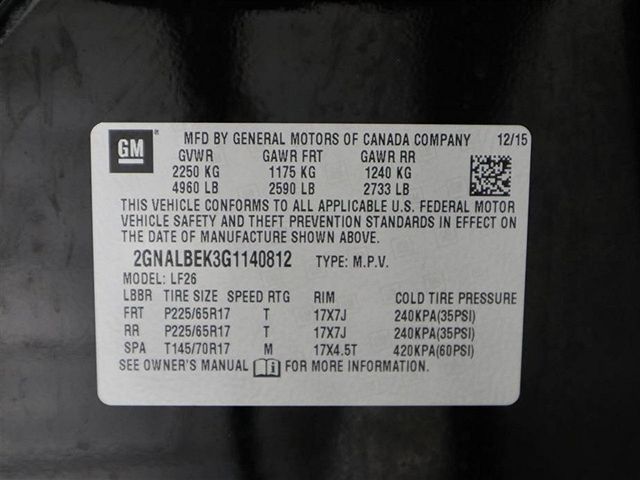 GM® MFD BY GENERAL MOTORS OF CANADA COMPANY 12/15
GVWR GAWR FRT GAWR RR
2250 KG 1175 KG 1240 KG
4960 LB 2590 LB 2733 LB
THIS VEHICLE CONFORMS TO ALL APPLICABLE U.S. FEDERAL MOTOR
VEHICLE SAFETY AND THEFT PREVENTION STANDARDS IN EFFECT ON
THE DATE OF MANUFACTURE SHOWN ABOVE.
2GNALBEK3G1140812 TYPE: M.P.V.
MODEL: LF26
LBBR TIRE SIZE SPEED RTG RIM COLD TIRE PRESSURE
FRT P225/65R17 T 17X7J 240KPA(35PSI)
RR P225/65R17 T 17X7J 240KPA(35PSI)
SPA T145/70R17 M 17X4.5T 420KPA(60PSI)
SEE OWNER'S MANUAL FOR MORE INFORMATION.